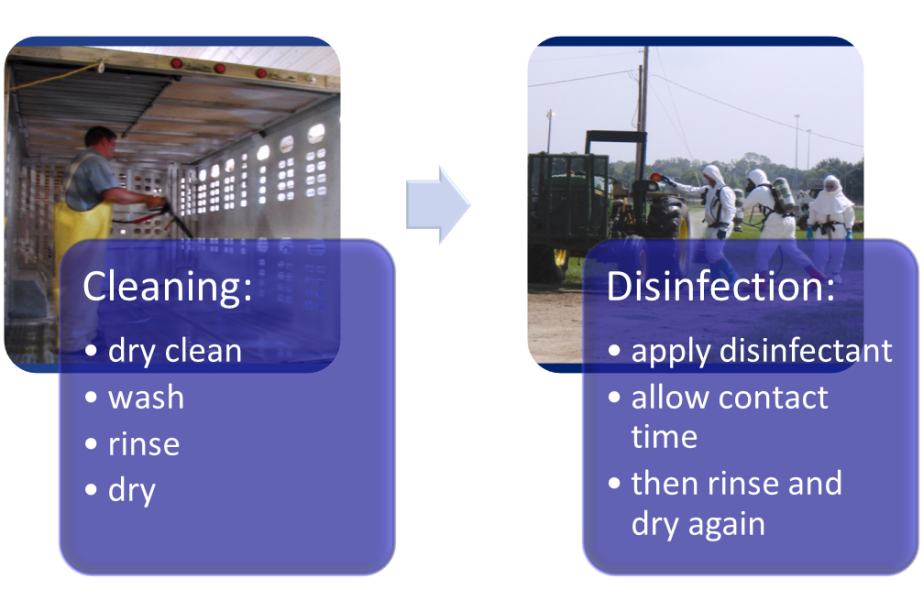 Cleaning:
• dry clean
• wash
• rinse
• dry
Disinfection:
• apply disinfectant
• allow contact
time
• then rinse and
dry again